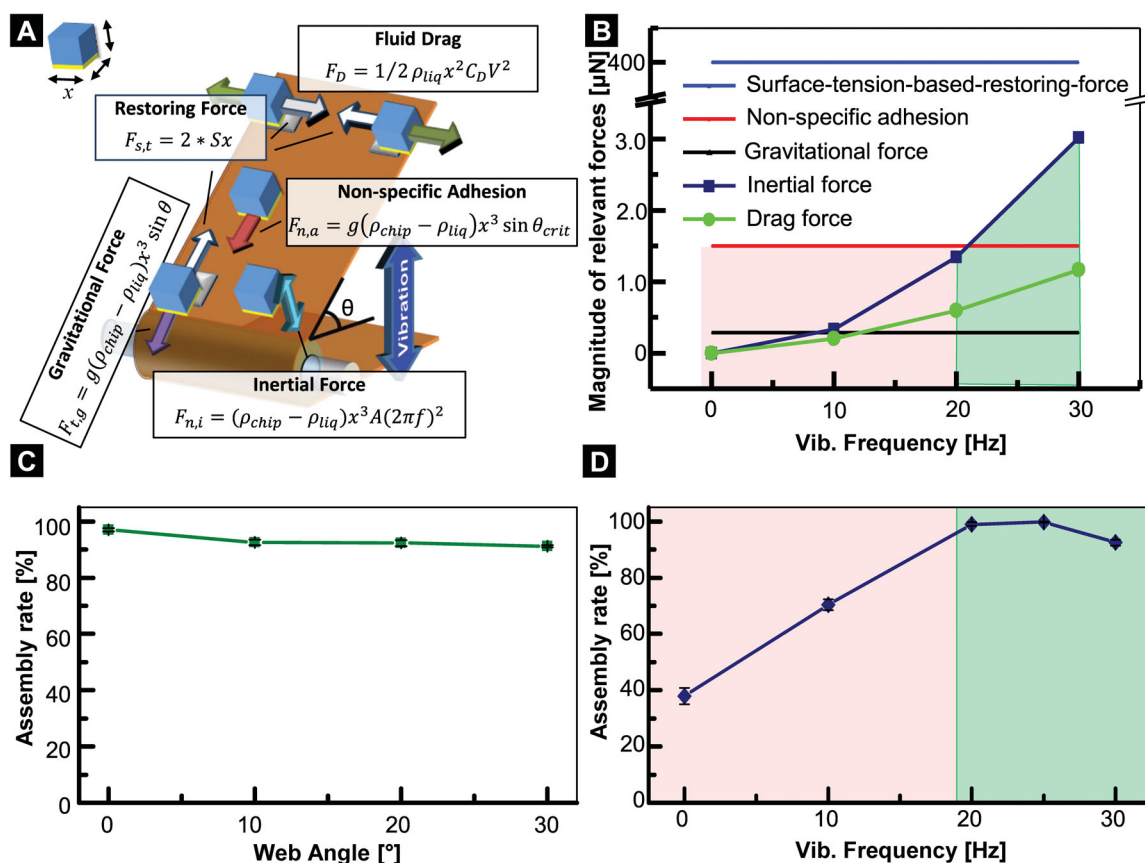 A
x
Fluid Drag
F_D = 1/2 ρ_liq x² C_D V²
Restoring Force
F_s,t = 2 * Sx
Non-specific Adhesion
F_n,a = g(ρ_chip − ρ_liq)x³ sin θ_crit
Gravitational Force
F_t,g = g(ρ_chip − ρ_liq)x³ sin θ
θ
Vibration
Inertial Force
F_n,i = (ρ_chip − ρ_liq)x³A(2πf)²
B
Magnitude of relevant forces [µN]
400
3.0
2.0
1.0
0
Surface-tension-based-restoring-force
Non-specific adhesion
Gravitational force
Inertial force
Drag force
0 10 20 30
Vib. Frequency [Hz]
C
Assembly rate [%]
100
80
60
40
20
0
0 10 20 30
Web Angle [°]
D
Assembly rate [%]
100
80
60
40
20
0
0 10 20 30
Vib. Frequency [Hz]